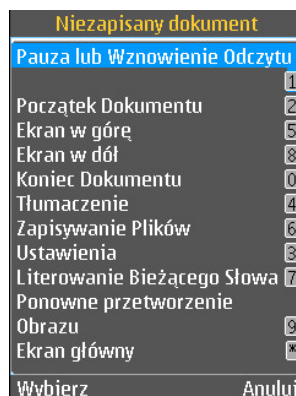 Niezapisany dokument
Pauza lub Wznowienie Odczytu
1
Początek Dokumentu 2
Ekran w górę 5
Ekran w dół 8
Koniec Dokumentu 0
Tłumaczenie 4
Zapisywanie Plików 6
Ustawienia 3
Literowanie Bieżącego Słowa 7
Ponowne przetworzenie
Obrazu 9
Ekran główny *
Wybierz Anuluj